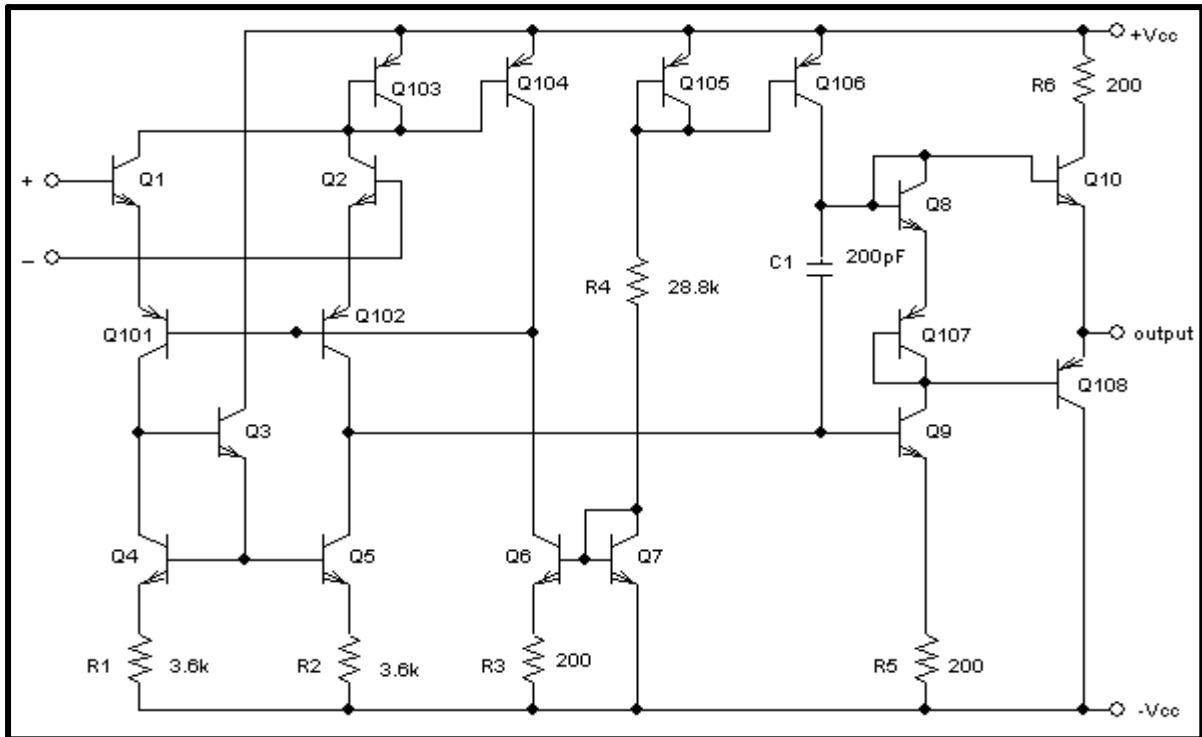 +Vcc
Q103
Q104
Q105
Q106
R6 200
+
Q1
Q2
Q8
Q10
–
C1 200pF
R4 28.8k
Q101
Q102
Q107
output
Q108
Q3
Q9
Q4
Q5
Q6
Q7
R1 3.6k
R2 3.6k
R3 200
R5 200
-Vcc